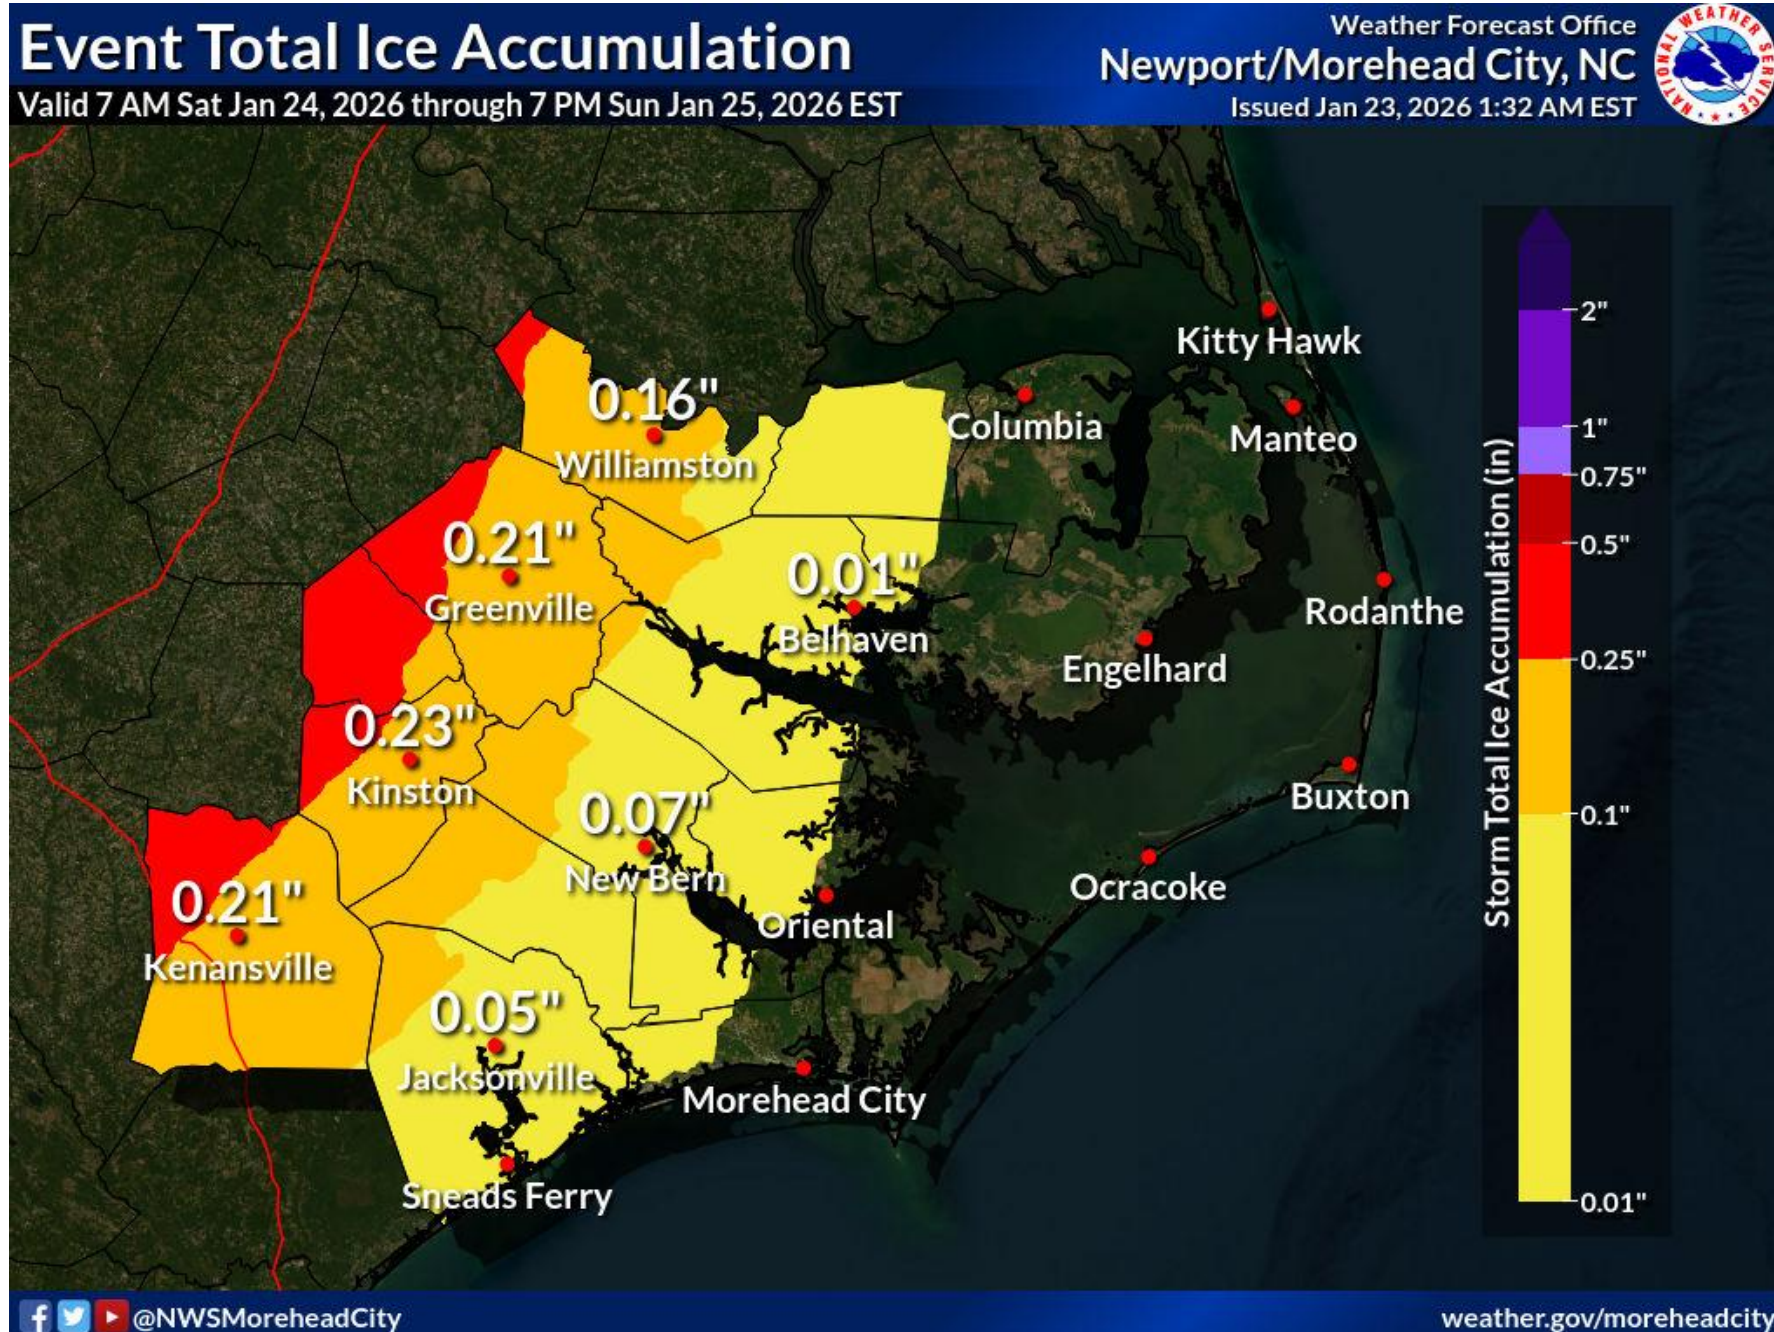 Event Total Ice Accumulation
Valid 7 AM Sat Jan 24, 2026 through 7 PM Sun Jan 25, 2026 EST
Weather Forecast Office
Newport/Morehead City, NC
Issued Jan 23, 2026 1:32 AM EST
NATIONAL WEATHER SERVICE
Kitty Hawk
0.16"
Williamston
Columbia
Manteo
0.21"
Greenville
0.01"
Belhaven
Rodanthe
Engelhard
0.23"
Kinston
Buxton
0.07"
New Bern
Ocracoke
Oriental
0.21"
Kenansville
0.05"
Jacksonville
Morehead City
Sneads Ferry
Storm Total Ice Accumulation (in)
2"
1"
0.75"
0.5"
0.25"
0.1"
0.01"
@NWSMoreheadCity
weather.gov/moreheadcity